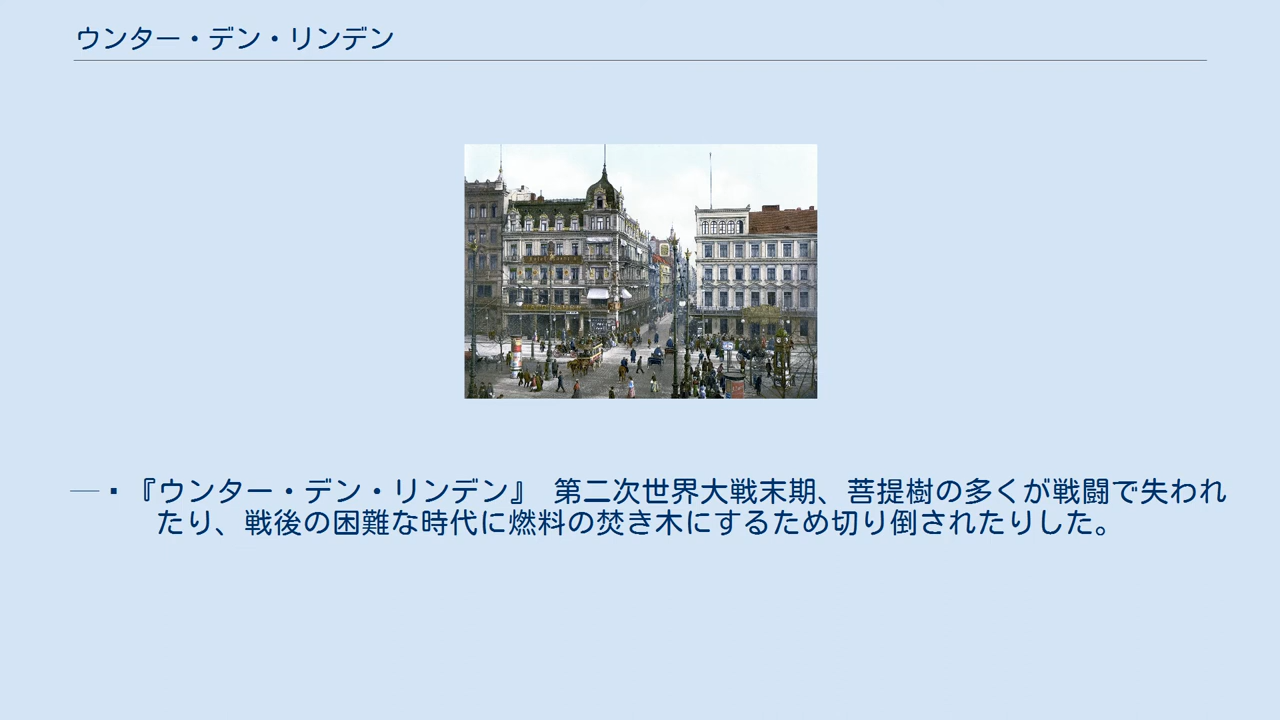 ウンター・デン・リンデン
▪『ウンター・デン・リンデン』 第二次世界大戦末期、菩提樹の多くが戦闘で失われ
たり、戦後の困難な時代に燃料の焚き木にするため切り倒されたりした。